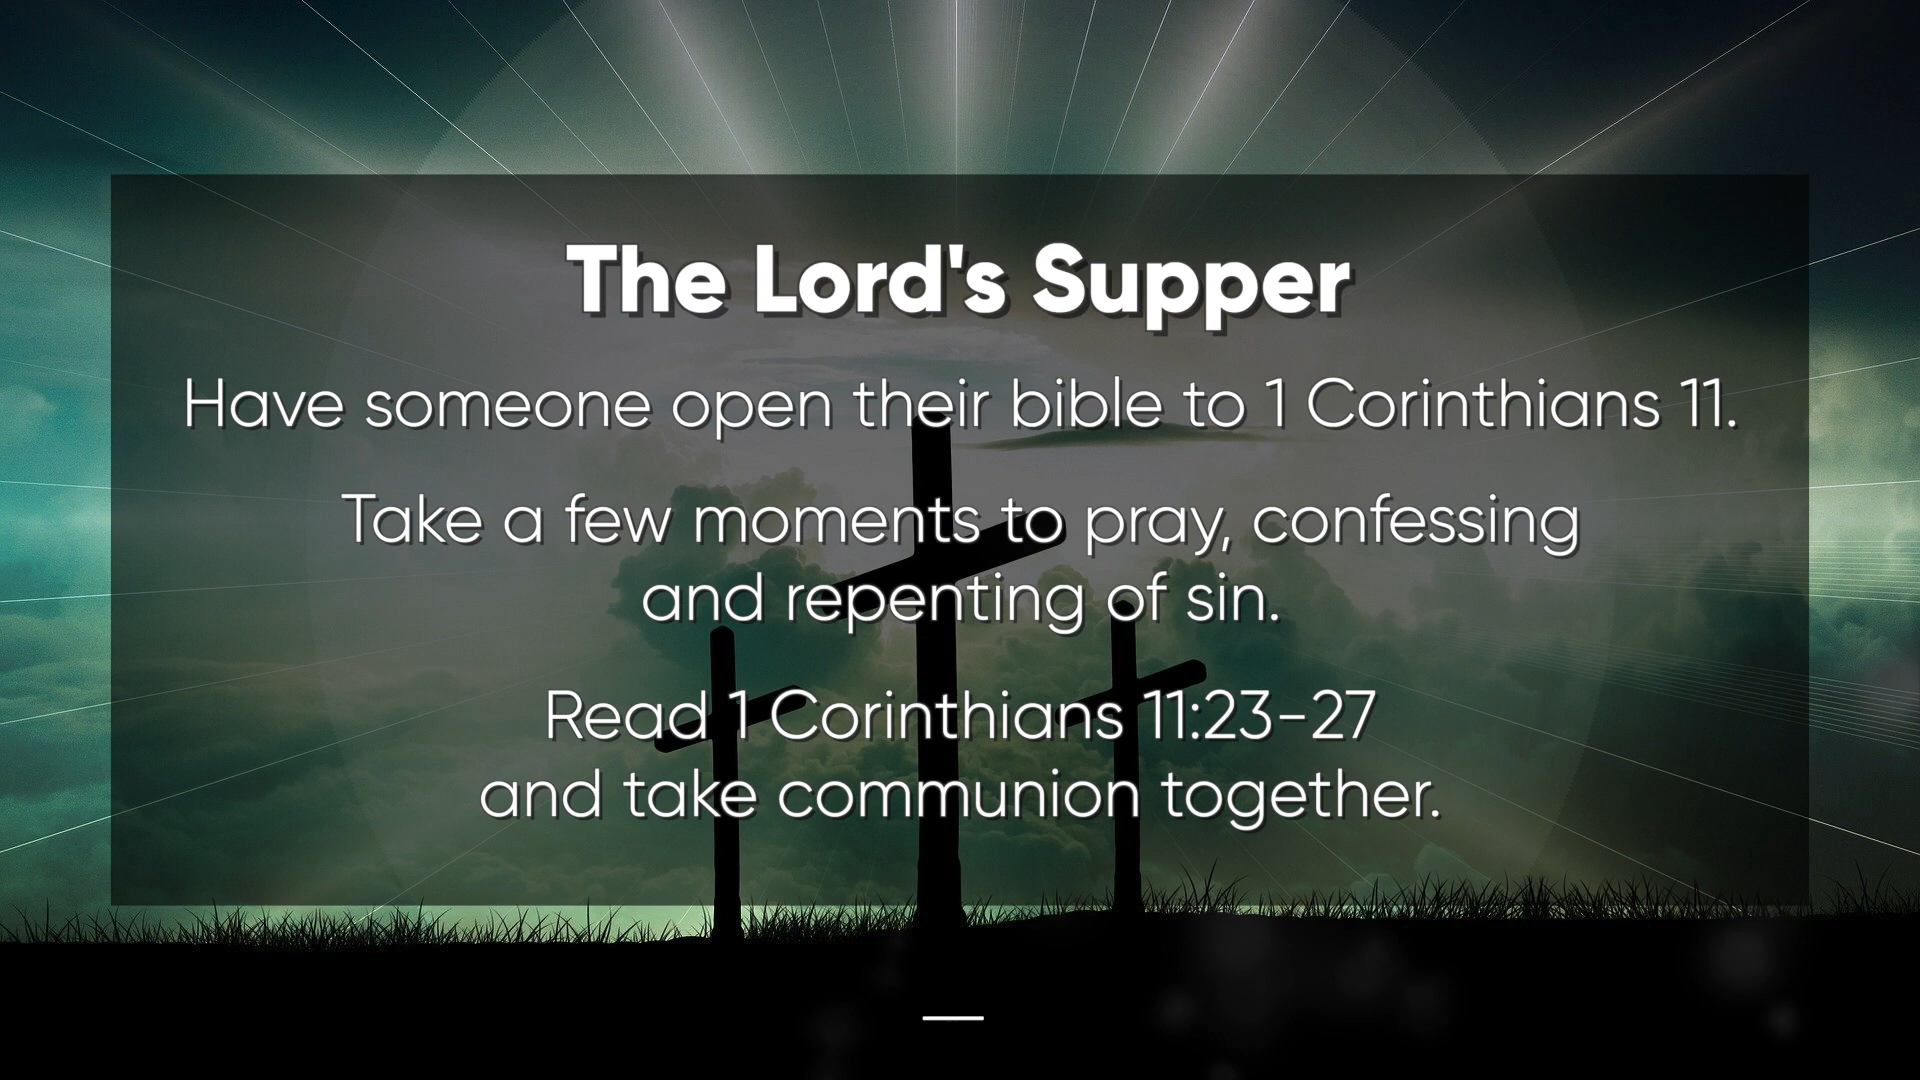 The Lord's Supper
Have someone open their bible to 1 Corinthians 11.
Take a few moments to pray, confessing
and repenting of sin.
Read 1 Corinthians 11:23–27
and take communion together.